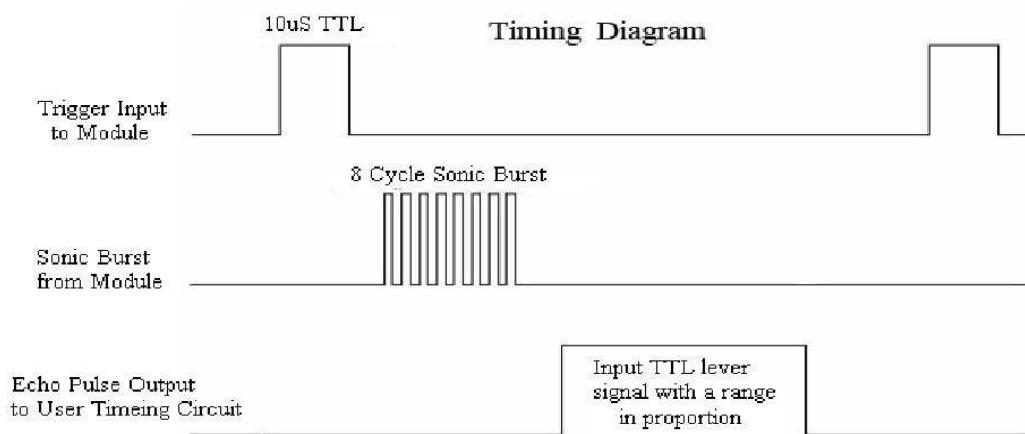 10uS TTL
Timing Diagram
Trigger Input
to Module
8 Cycle Sonic Burst
Sonic Burst
from Module
Echo Pulse Output
to User Timeing Circuit
Input TTL lever
signal with a range
in proportion